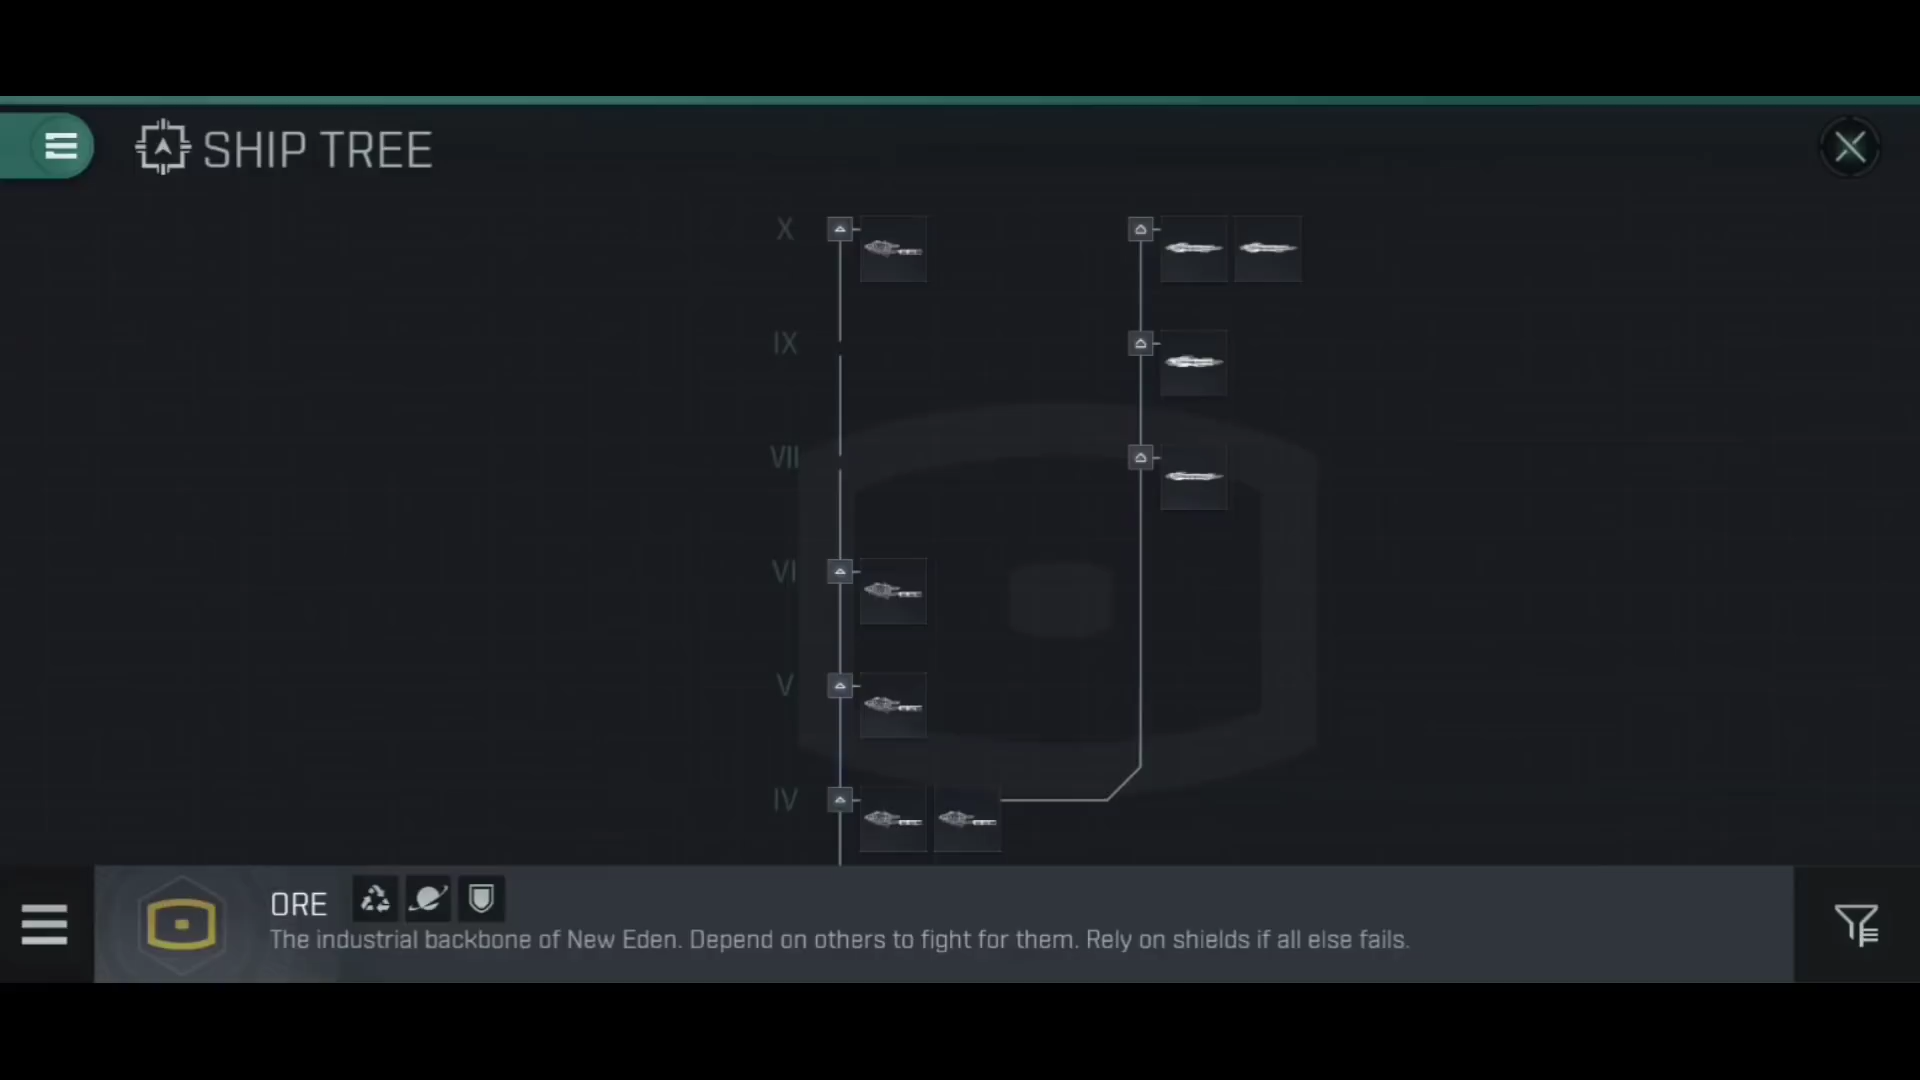 SHIP TREE
X
IX
VII
VI
V
IV
ORE
The industrial backbone of New Eden. Depend on others to fight for them. Rely on shields if all else fails.